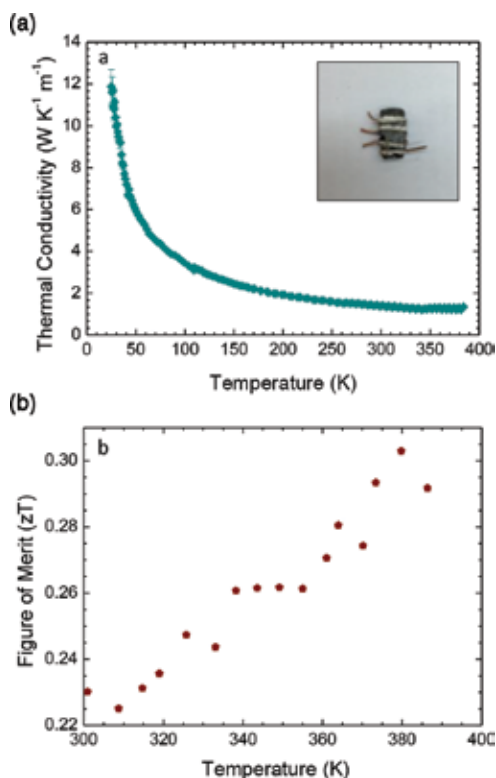 (a)
a
Thermal Conductivity (W K⁻¹ m⁻¹)
14
12
10
8
6
4
2
0
0 50 100 150 200 250 300 350 400
Temperature (K)
(b)
b
Figure of Merit (zT)
0.30
0.28
0.26
0.24
0.22
300 320 340 360 380 400
Temperature (K)